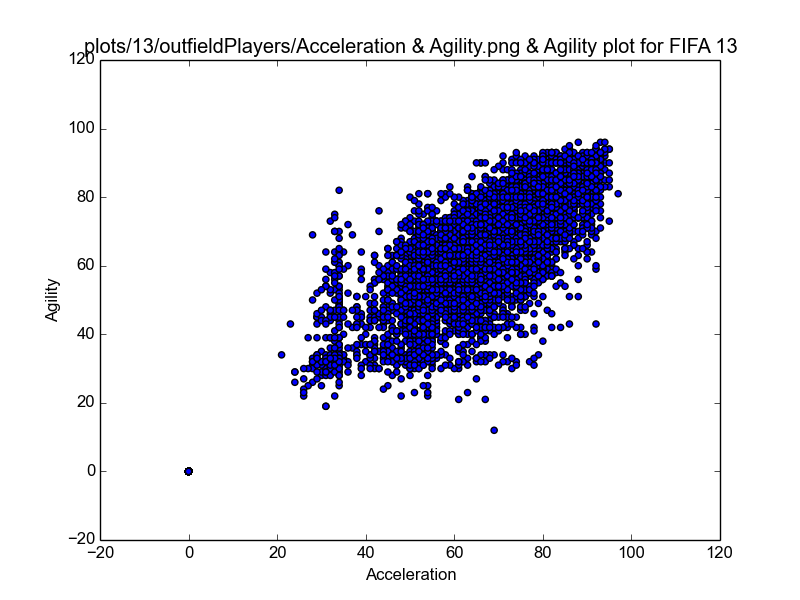 plots/13/outfieldPlayers/Acceleration & Agility.png & Agility plot for FIFA 13
120
100
80
60
40
20
0
−20
Agility
−20 0 20 40 60 80 100 120
Acceleration